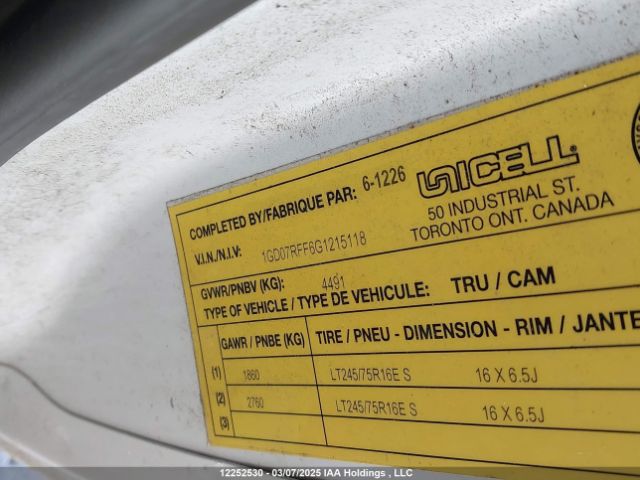 COMPLETED BY/FABRIQUE PAR: 6-1226 UNICELL
50 INDUSTRIAL ST.
TORONTO ONT. CANADA
V.I.N./N.I.V: 1GD07RFF6G1215118
GVWR/PNBV (KG): 4491
TYPE OF VEHICLE / TYPE DE VEHICULE: TRU / CAM
GAWR / PNBE (KG) TIRE / PNEU - DIMENSION - RIM / JANTE
(1) 1860 LT245/75R16E S 16 X 6.5J
(2) 2760 LT245/75R16E S 16 X 6.5J
(3)
12252530 - 03/07/2025 IAA Holdings , LLC